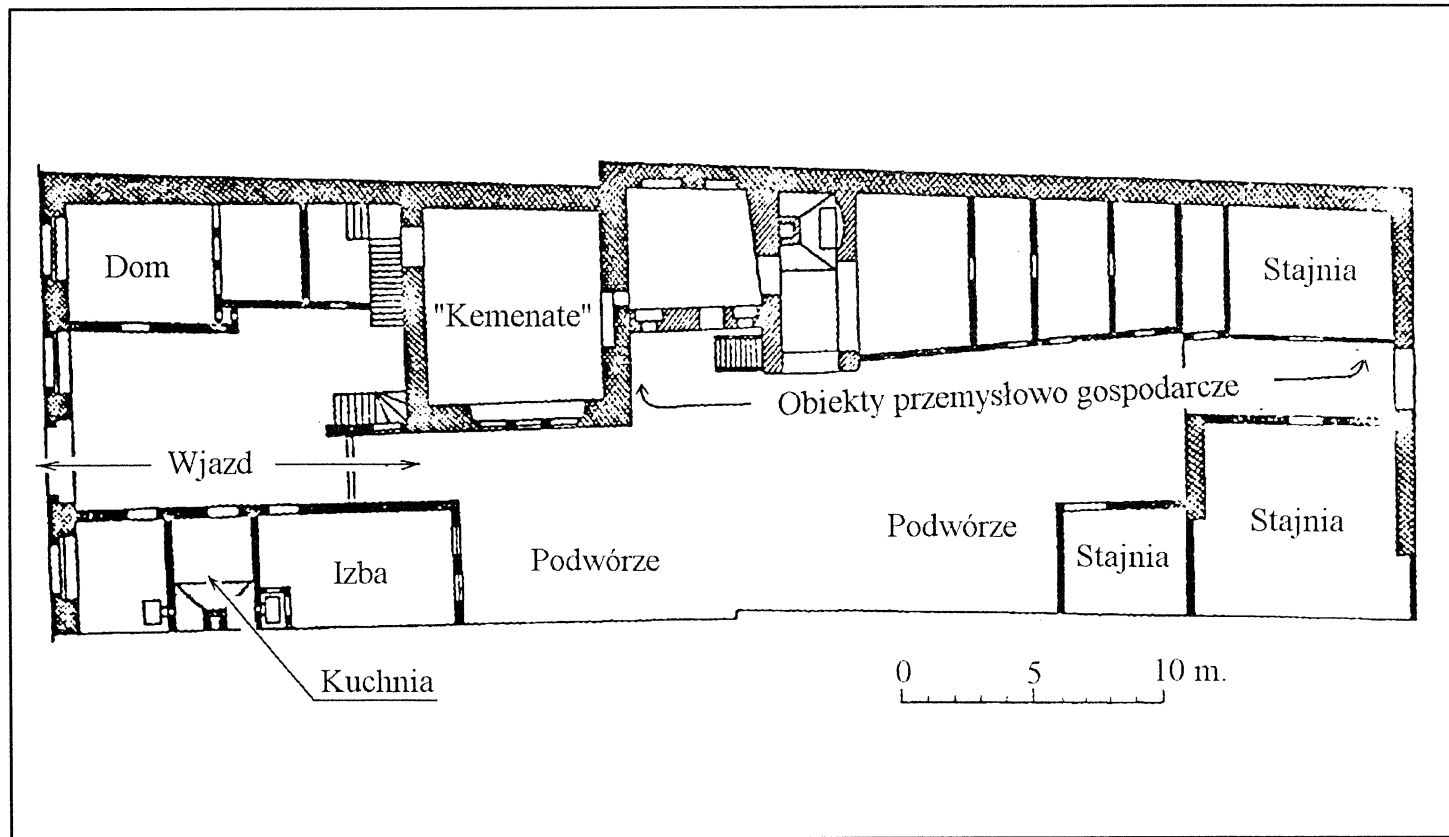 Dom
"Kemenate"
Stajnia
Obiekty przemysłowo gospodarcze
Wjazd
Podwórze
Stajnia
Izba
Podwórze
Stajnia
Kuchnia
0 5 10 m.